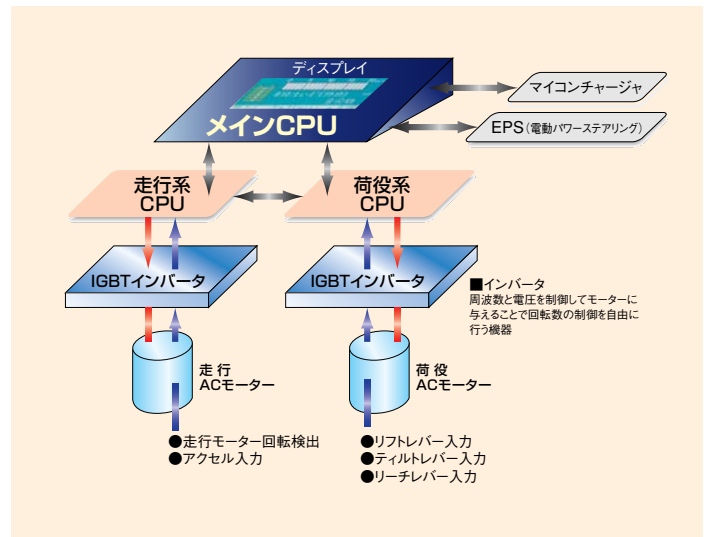 ディスプレイ
メインCPU
マイコンチャージャ
EPS(電動パワーステアリング)
走行系
CPU
荷役系
CPU
IGBTインバータ
IGBTインバータ
■インバータ
周波数と電圧を制御してモーターに
与えることで回転数の制御を自由に
行う機器
走行
ACモーター
荷役
ACモーター
●走行モーター回転検出
●アクセル入力
●リフトレバー入力
●ティルトレバー入力
●リーチレバー入力